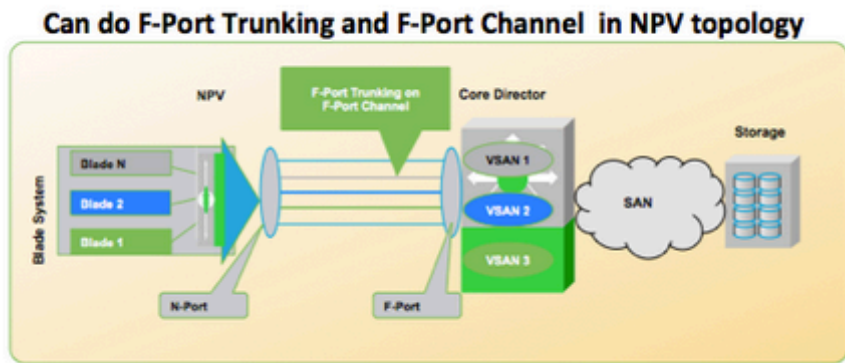 Can do F-Port Trunking and F-Port Channel in NPV topology
NPV
F-Port Trunking on
F-Port Channel
Core Director
Storage
Blade System
Blade N
Blade 2
Blade 1
VSAN 1
VSAN 2
VSAN 3
SAN
N-Port
F-Port